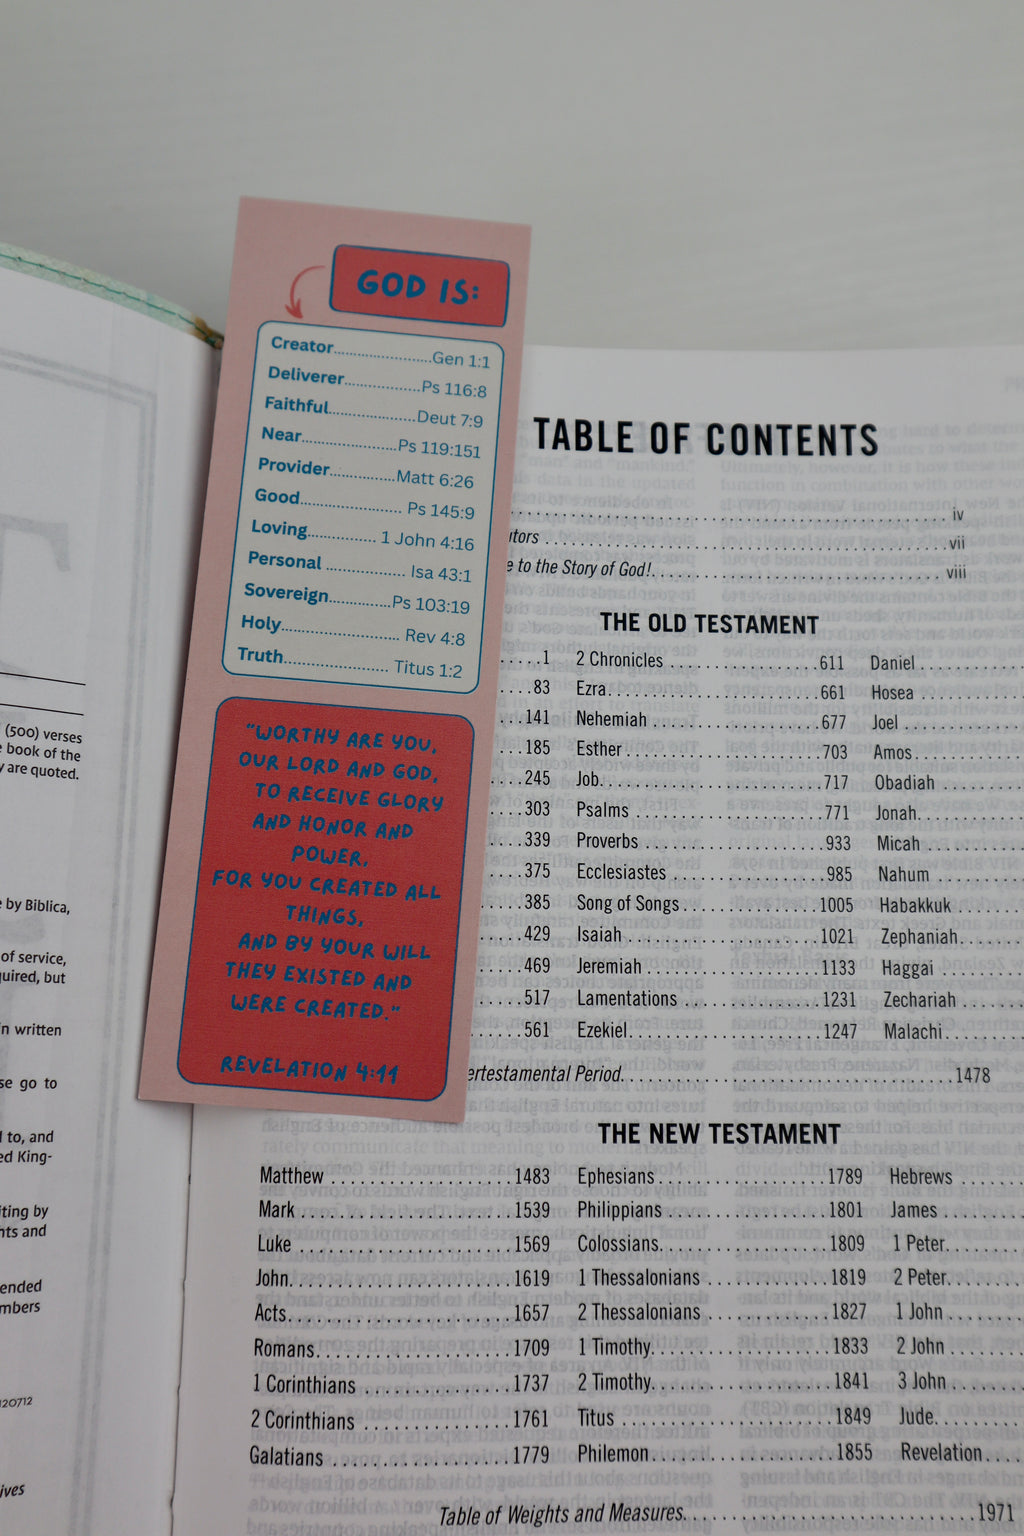 GOD IS:
Creator......................Gen 1:1
Deliverer.................Ps 116:8
Faithful....................Deut 7:9
Near.....................Ps 119:151
Provider...............Matt 6:26
Good........................ Ps 145:9
Loving................ 1 John 4:16
Personal .................. Isa 43:1
Sovereign..............Ps 103:19
Holy........................... Rev 4:8
Truth........................ Titus 1:2
"WORTHY ARE YOU,
OUR LORD AND GOD,
TO RECEIVE GLORY
AND HONOR AND
POWER,
FOR YOU CREATED ALL
THINGS,
AND BY YOUR WILL
THEY EXISTED AND
WERE CREATED."
REVELATION 4:11
(500) verses
book of the
are quoted.
by Biblica,
of service,
quired, but
in written
se go to
to, and
ed King-
iting by
hts and
ended
mbers
120712
ives
TABLE OF CONTENTS
iv
tors vii
e to the Story of God! viii
THE OLD TESTAMENT
1 2 Chronicles 611 Daniel
83 Ezra 661 Hosea
141 Nehemiah 677 Joel
185 Esther 703 Amos
245 Job 717 Obadiah
303 Psalms 771 Jonah
339 Proverbs 933 Micah
375 Ecclesiastes 985 Nahum
385 Song of Songs 1005 Habakkuk
429 Isaiah 1021 Zephaniah
469 Jeremiah 1133 Haggai
517 Lamentations 1231 Zechariah
561 Ezekiel 1247 Malachi
ertestamental Period 1478
THE NEW TESTAMENT
Matthew 1483 Ephesians 1789 Hebrews
Mark 1539 Philippians 1801 James
Luke 1569 Colossians 1809 1 Peter
John 1619 1 Thessalonians 1819 2 Peter
Acts 1657 2 Thessalonians 1827 1 John
Romans 1709 1 Timothy 1833 2 John
1 Corinthians 1737 2 Timothy 1841 3 John
2 Corinthians 1761 Titus 1849 Jude
Galatians 1779 Philemon 1855 Revelation
Table of Weights and Measures 1971